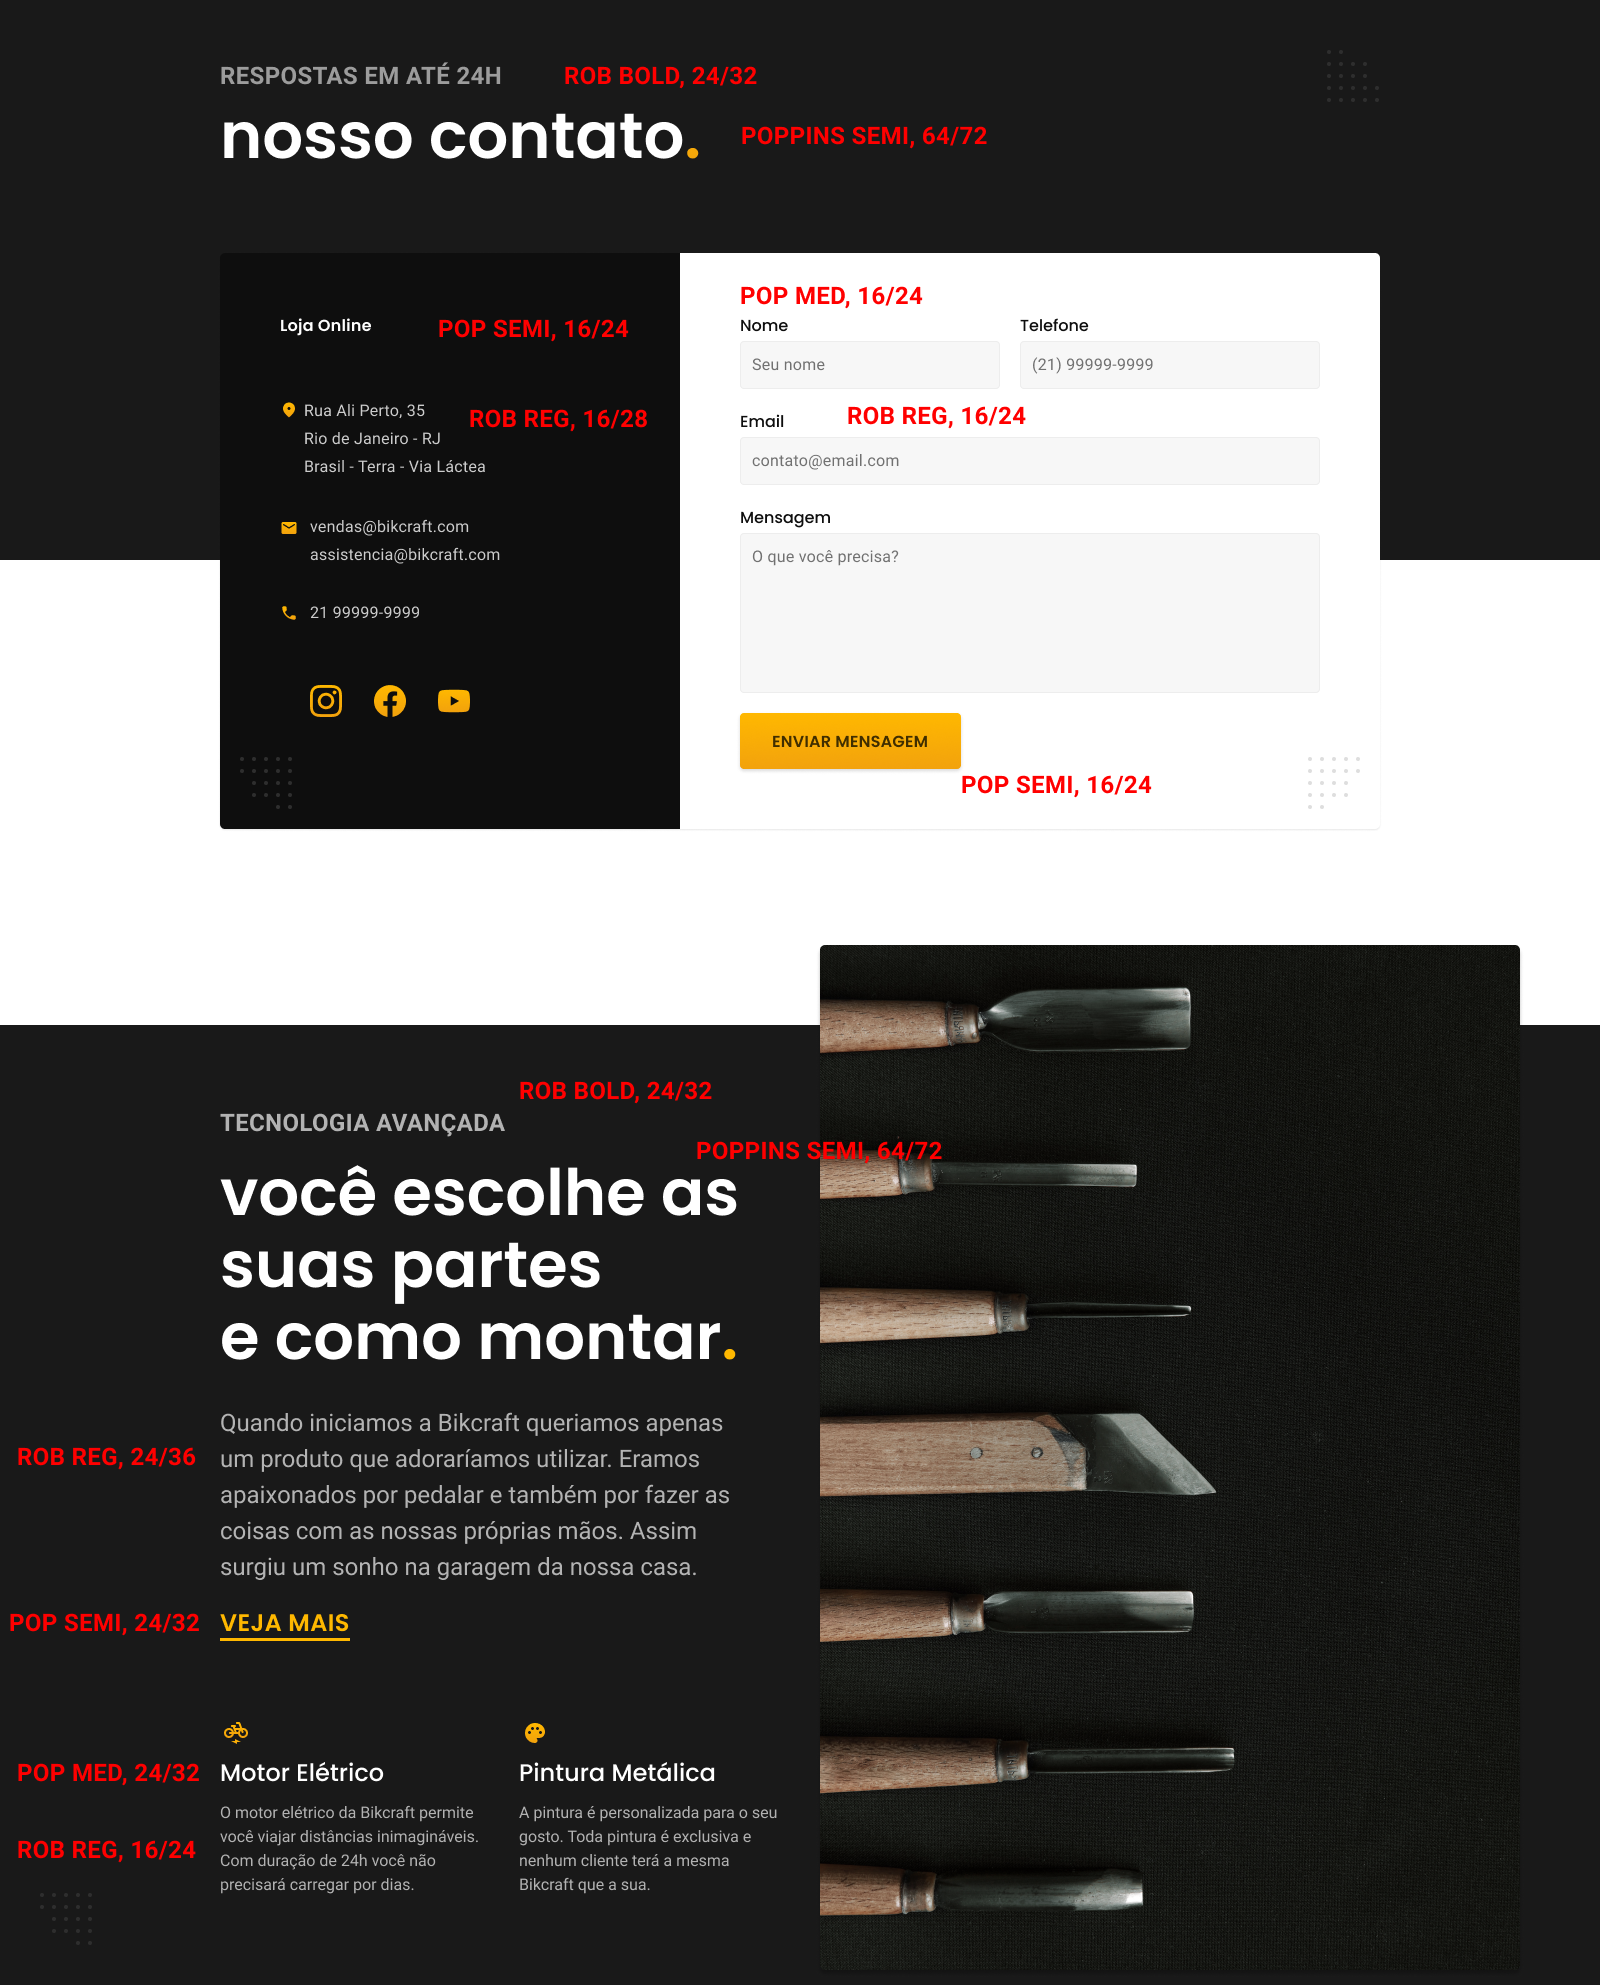 RESPOSTAS EM ATÉ 24H
ROB BOLD, 24/32
nosso contato.
POPPINS SEMI, 64/72
Loja Online
POP SEMI, 16/24
Rua Ali Perto, 35
Rio de Janeiro - RJ
Brasil - Terra - Via Láctea
ROB REG, 16/28
vendas@bikcraft.com
assistencia@bikcraft.com
21 99999-9999
POP MED, 16/24
Nome
Telefone
Seu nome
(21) 99999-9999
Email
ROB REG, 16/24
contato@email.com
Mensagem
O que você precisa?
ENVIAR MENSAGEM
POP SEMI, 16/24
ROB BOLD, 24/32
TECNOLOGIA AVANÇADA
POPPINS SEMI, 64/72
você escolhe as
suas partes
e como montar.
Quando iniciamos a Bikcraft queriamos apenas
um produto que adoraríamos utilizar. Eramos
apaixonados por pedalar e também por fazer as
coisas com as nossas próprias mãos. Assim
surgiu um sonho na garagem da nossa casa.
ROB REG, 24/36
POP SEMI, 24/32
VEJA MAIS
POP MED, 24/32
Motor Elétrico
O motor elétrico da Bikcraft permite
você viajar distâncias inimagináveis.
Com duração de 24h você não
precisará carregar por dias.
ROB REG, 16/24
Pintura Metálica
A pintura é personalizada para o seu
gosto. Toda pintura é exclusiva e
nenhum cliente terá a mesma
Bikcraft que a sua.